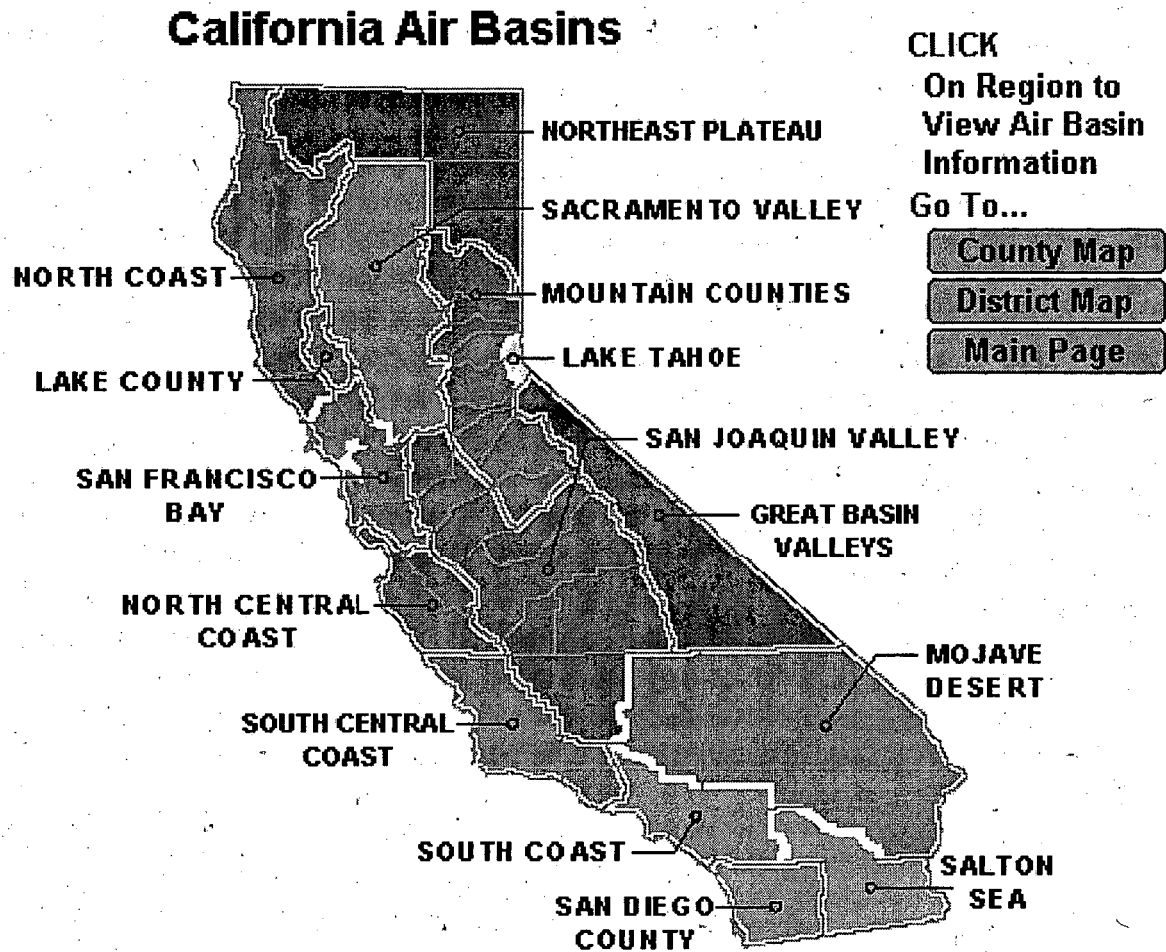 California Air Basins
CLICK
On Region to
View Air Basin
Information
Go To...
County Map
District Map
Main Page
NORTHEAST PLATEAU
SACRAMENTO VALLEY
NORTH COAST
MOUNTAIN COUNTIES
LAKE TAHOE
LAKE COUNTY
SAN JOAQUIN VALLEY
SAN FRANCISCO
BAY
GREAT BASIN
VALLEYS
NORTH CENTRAL
COAST
MOJAVE
DESERT
SOUTH CENTRAL
COAST
SOUTH COAST
SALTON
SEA
SAN DIEGO
COUNTY